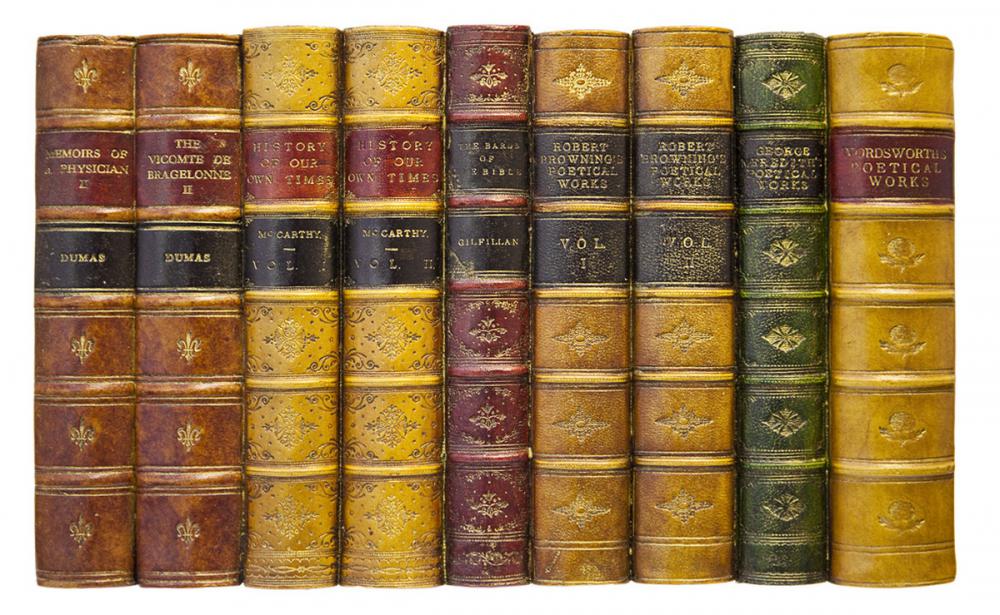 MEMOIRS OF
A PHYSICIAN
II
DUMAS
THE
VICOMTE DE
BRAGELONNE
II
DUMAS
HISTORY
OF OUR
OWN TIMES
McCARTHY.
VOL.
HISTORY
OF OUR
OWN TIMES
McCARTHY.
VOL. II.
THE BARDS
OF
THE BIBLE
GILFILLAN
ROBERT
BROWNING'S
POETICAL
WORKS
VOL.
I
ROBERT
BROWNING'S
POETICAL
WORKS
VOL.
II
GEORGE
MEREDITH'S
POETICAL
WORKS
WORDSWORTH'S
POETICAL
WORKS